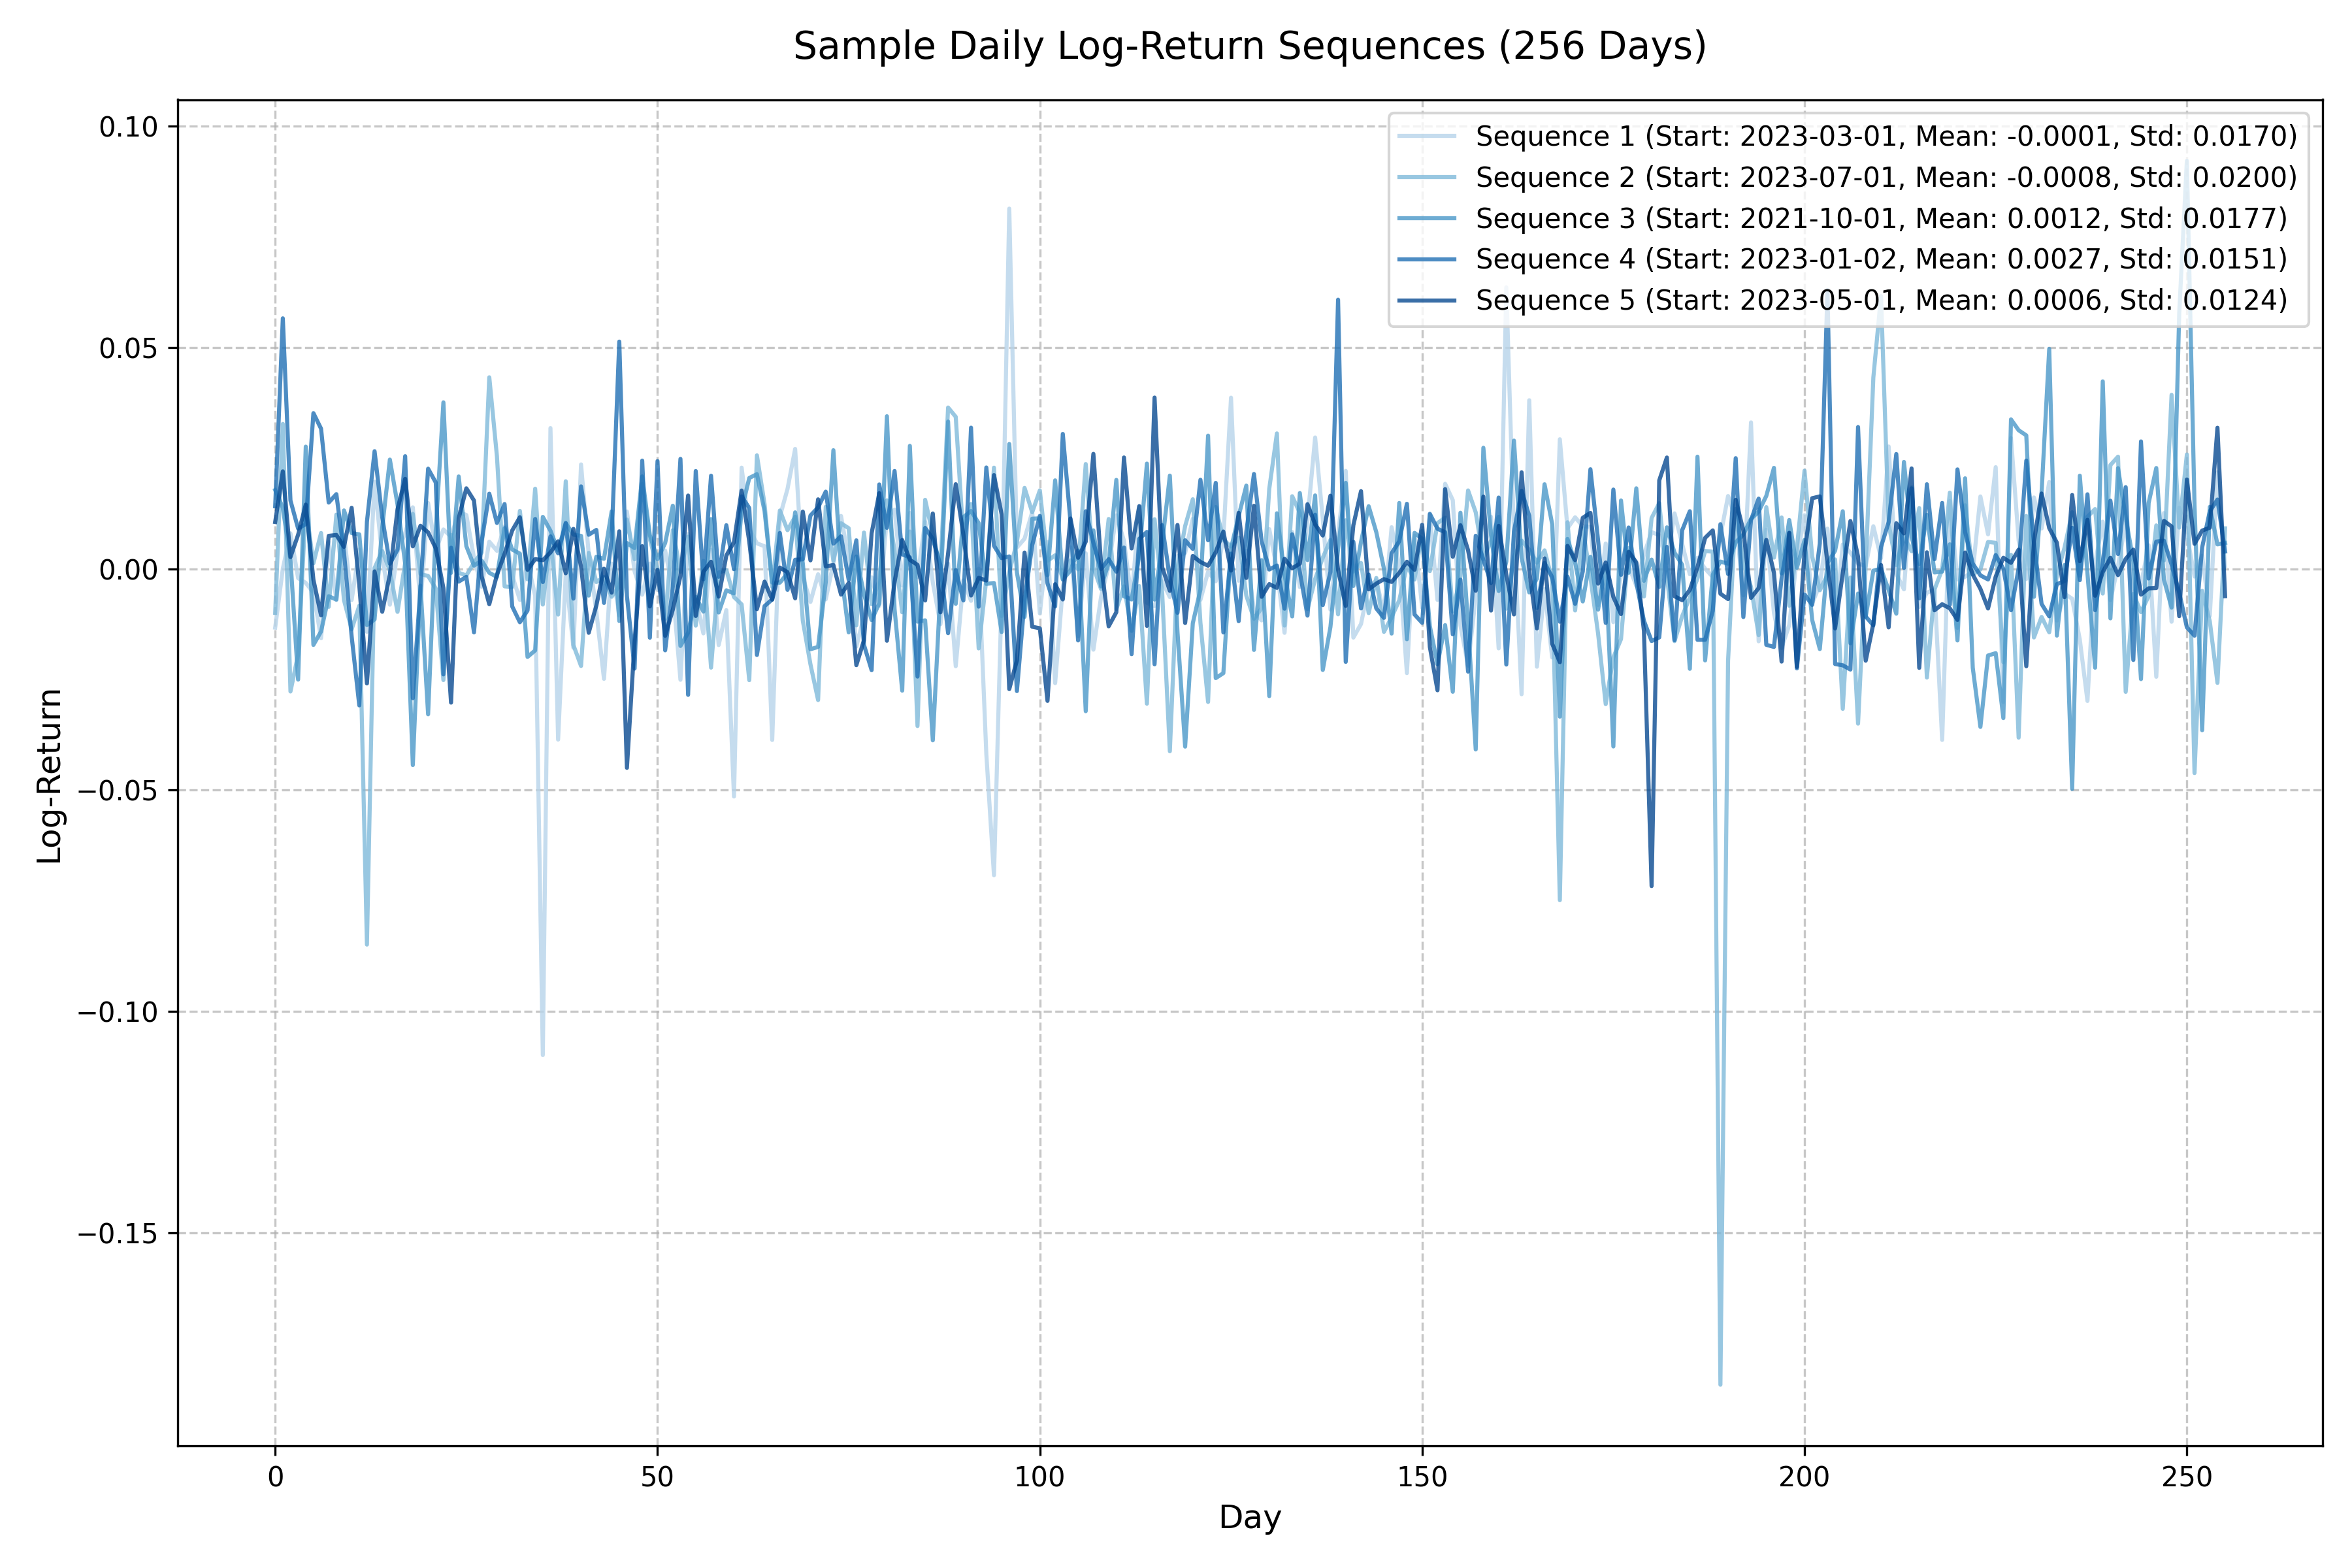 Sample Daily Log-Return Sequences (256 Days)
Sequence 1 (Start: 2023-03-01, Mean: -0.0001, Std: 0.0170)
Sequence 2 (Start: 2023-07-01, Mean: -0.0008, Std: 0.0200)
Sequence 3 (Start: 2021-10-01, Mean: 0.0012, Std: 0.0177)
Sequence 4 (Start: 2023-01-02, Mean: 0.0027, Std: 0.0151)
Sequence 5 (Start: 2023-05-01, Mean: 0.0006, Std: 0.0124)
Log-Return
0.10
0.05
0.00
−0.05
−0.10
−0.15
0 50 100 150 200 250
Day